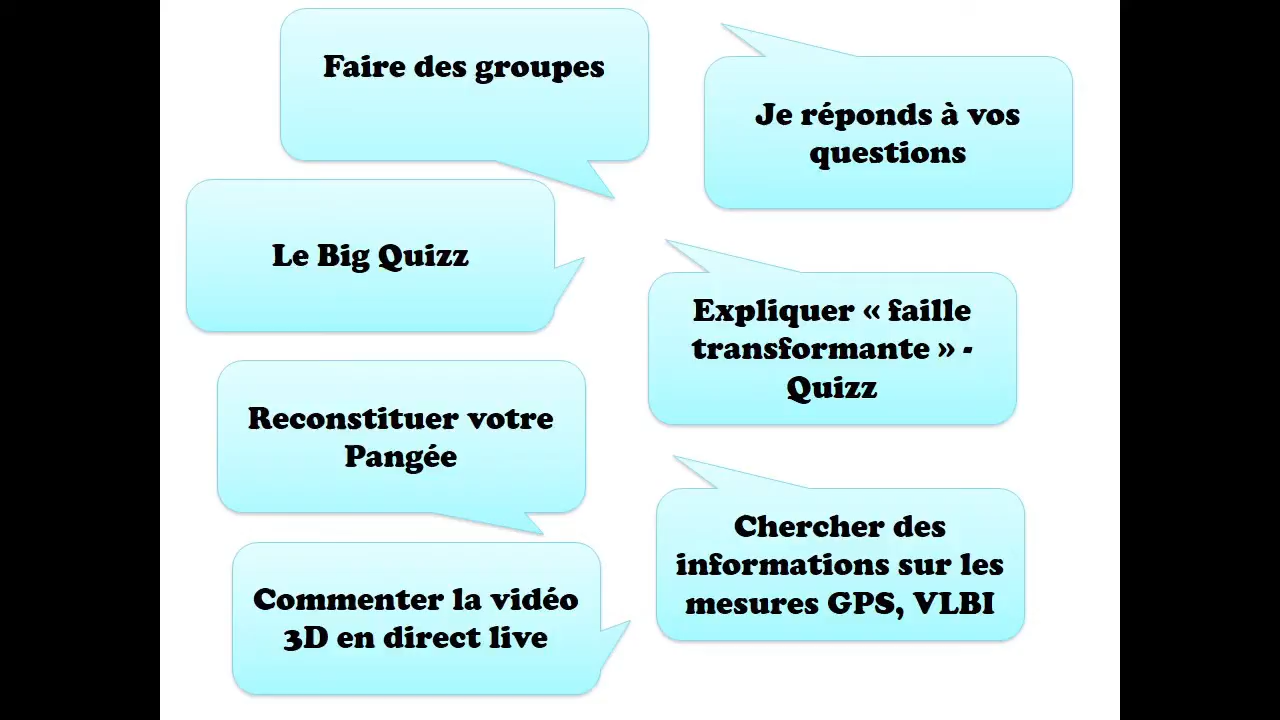 Faire des groupes
Je réponds à vos
questions
Le Big Quizz
Expliquer « faille
transformante » -
Quizz
Reconstituer votre
Pangée
Chercher des
informations sur les
mesures GPS, VLBI
Commenter la vidéo
3D en direct live